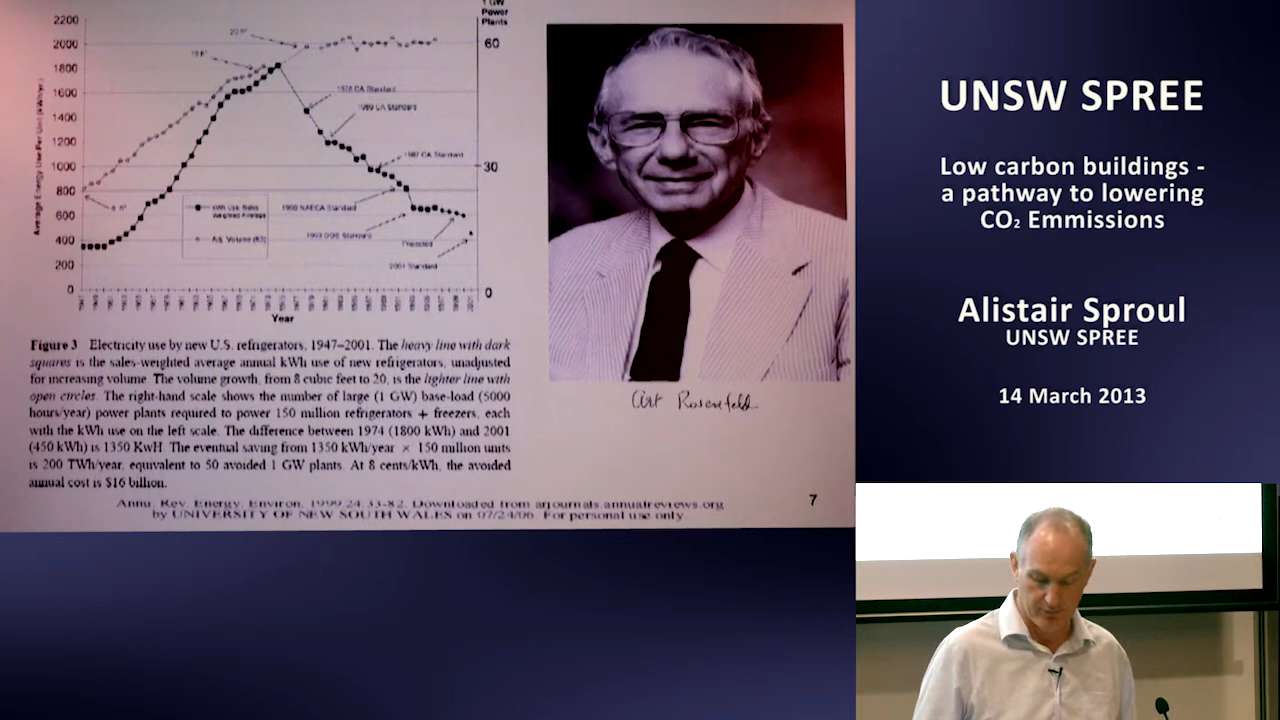 1 GW
Power
Plants
2200
2000
1800
1600
1400
1200
1000
800
600
400
200
0
60
30
0
Average Energy Use Per Unit (kWh/yr)
1978 CA Standard
1980 CA Standard
1987 CA Standard
1990 NAECA Standard
1993 DOE Standard
Projected
2001 Standard
kWh Use, Sales
Weighted Average
Adj. Volume (ft3)
Year
Figure 3 Electricity use by new U.S. refrigerators, 1947–2001. The heavy line with dark
squares is the sales-weighted average annual kWh use of new refrigerators, unadjusted
for increasing volume. The volume growth, from 8 cubic feet to 20, is the lighter line with
open circles. The right-hand scale shows the number of large (1 GW) base-load (5000
hours/year) power plants required to power 150 million refrigerators + freezers, each
with the kWh use on the left scale. The difference between 1974 (1800 kWh) and 2001
(450 kWh) is 1350 KwH. The eventual saving from 1350 kWh/year × 150 million units
is 200 TWh/year, equivalent to 50 avoided 1 GW plants. At 8 cents/kWh, the avoided
annual cost is $16 billion.
Annu. Rev. Energy. Environ. 1999.24:33-82. Downloaded from arjournals.annualreviews.org
by UNIVERSITY OF NEW SOUTH WALES on 07/24/06. For personal use only.
7
Art Rosenfeld
UNSW SPREE
Low carbon buildings -
a pathway to lowering
CO₂ Emmissions
Alistair Sproul
UNSW SPREE
14 March 2013